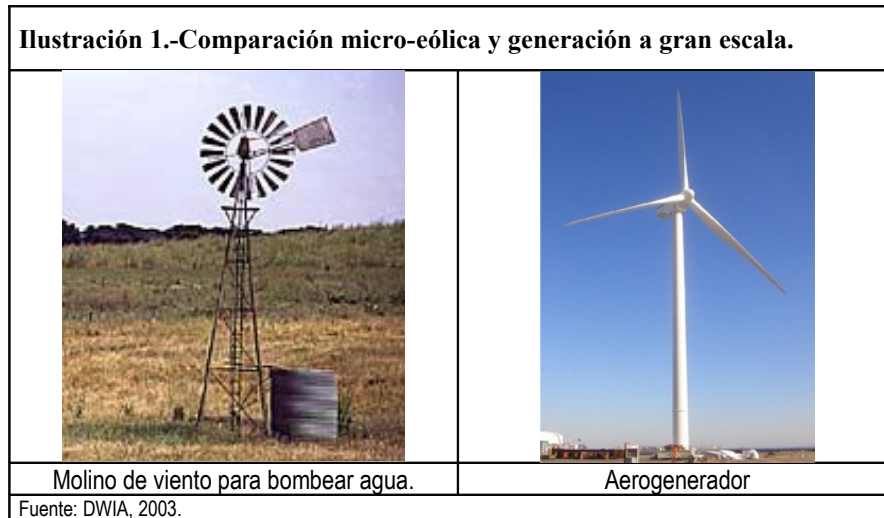 Ilustración 1.-Comparación micro-eólica y generación a gran escala.
Molino de viento para bombear agua.
Aerogenerador
Fuente: DWIA, 2003.